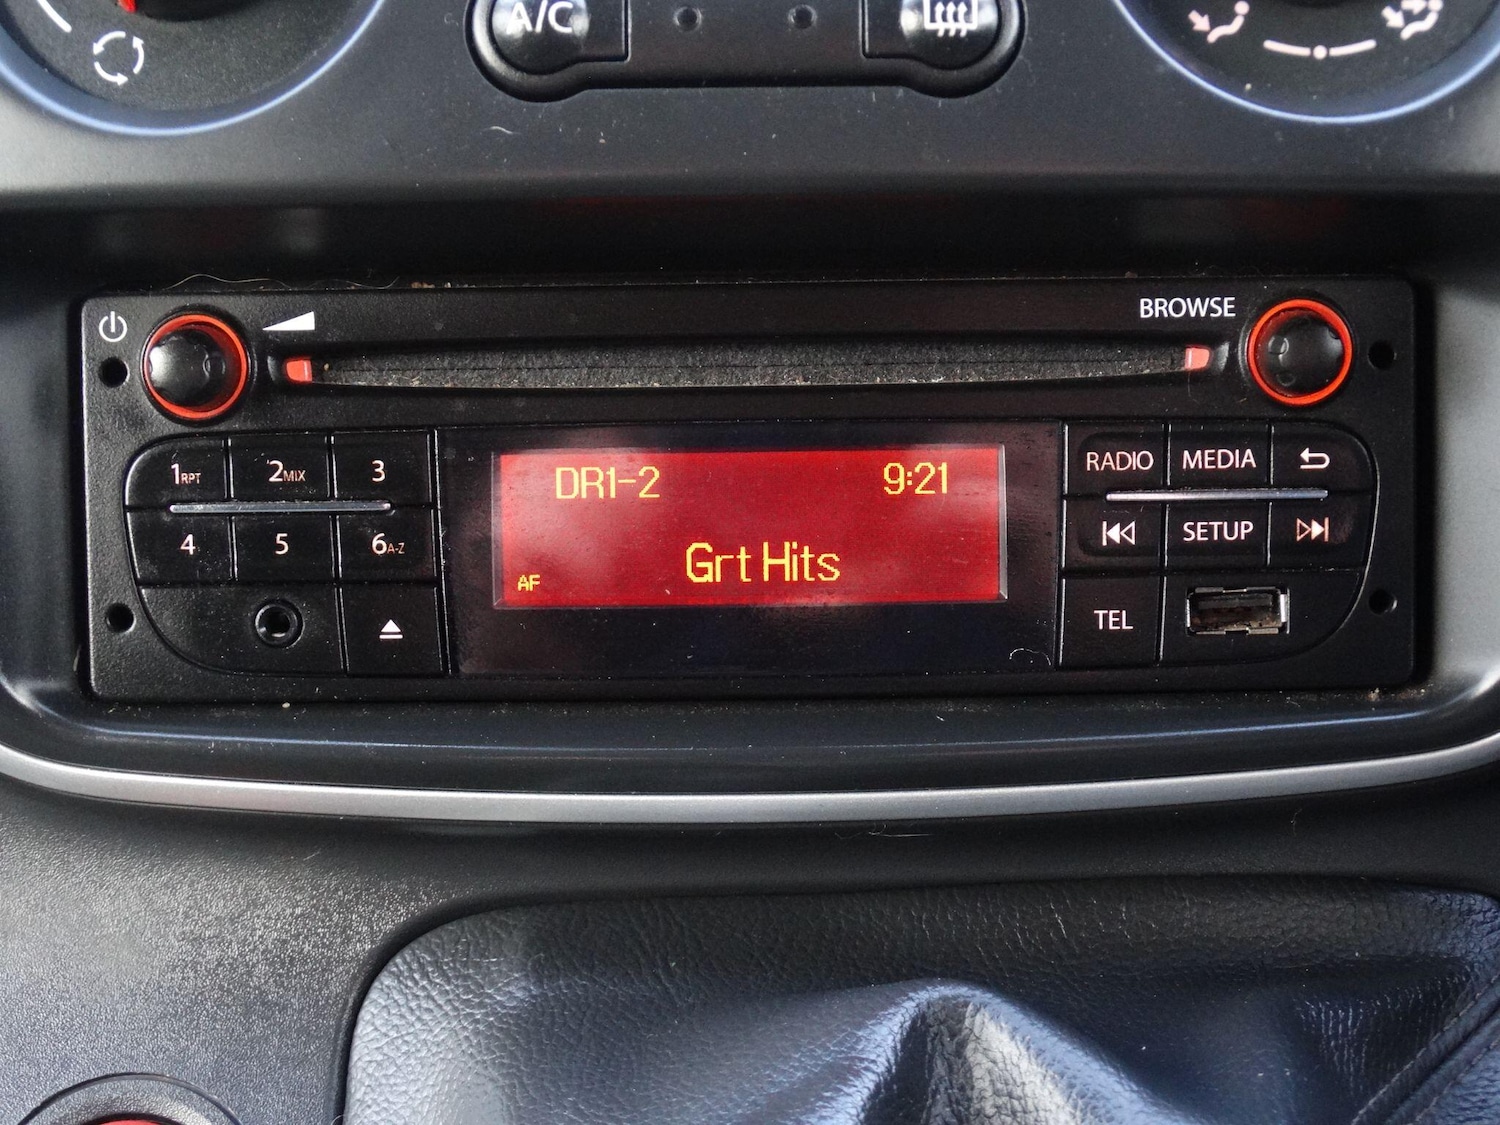 A/C
BROWSE
1RPT 2MIX 3
4 5 6A-Z
DR1-2 9:21
Grt Hits
AF
RADIO MEDIA
SETUP
TEL